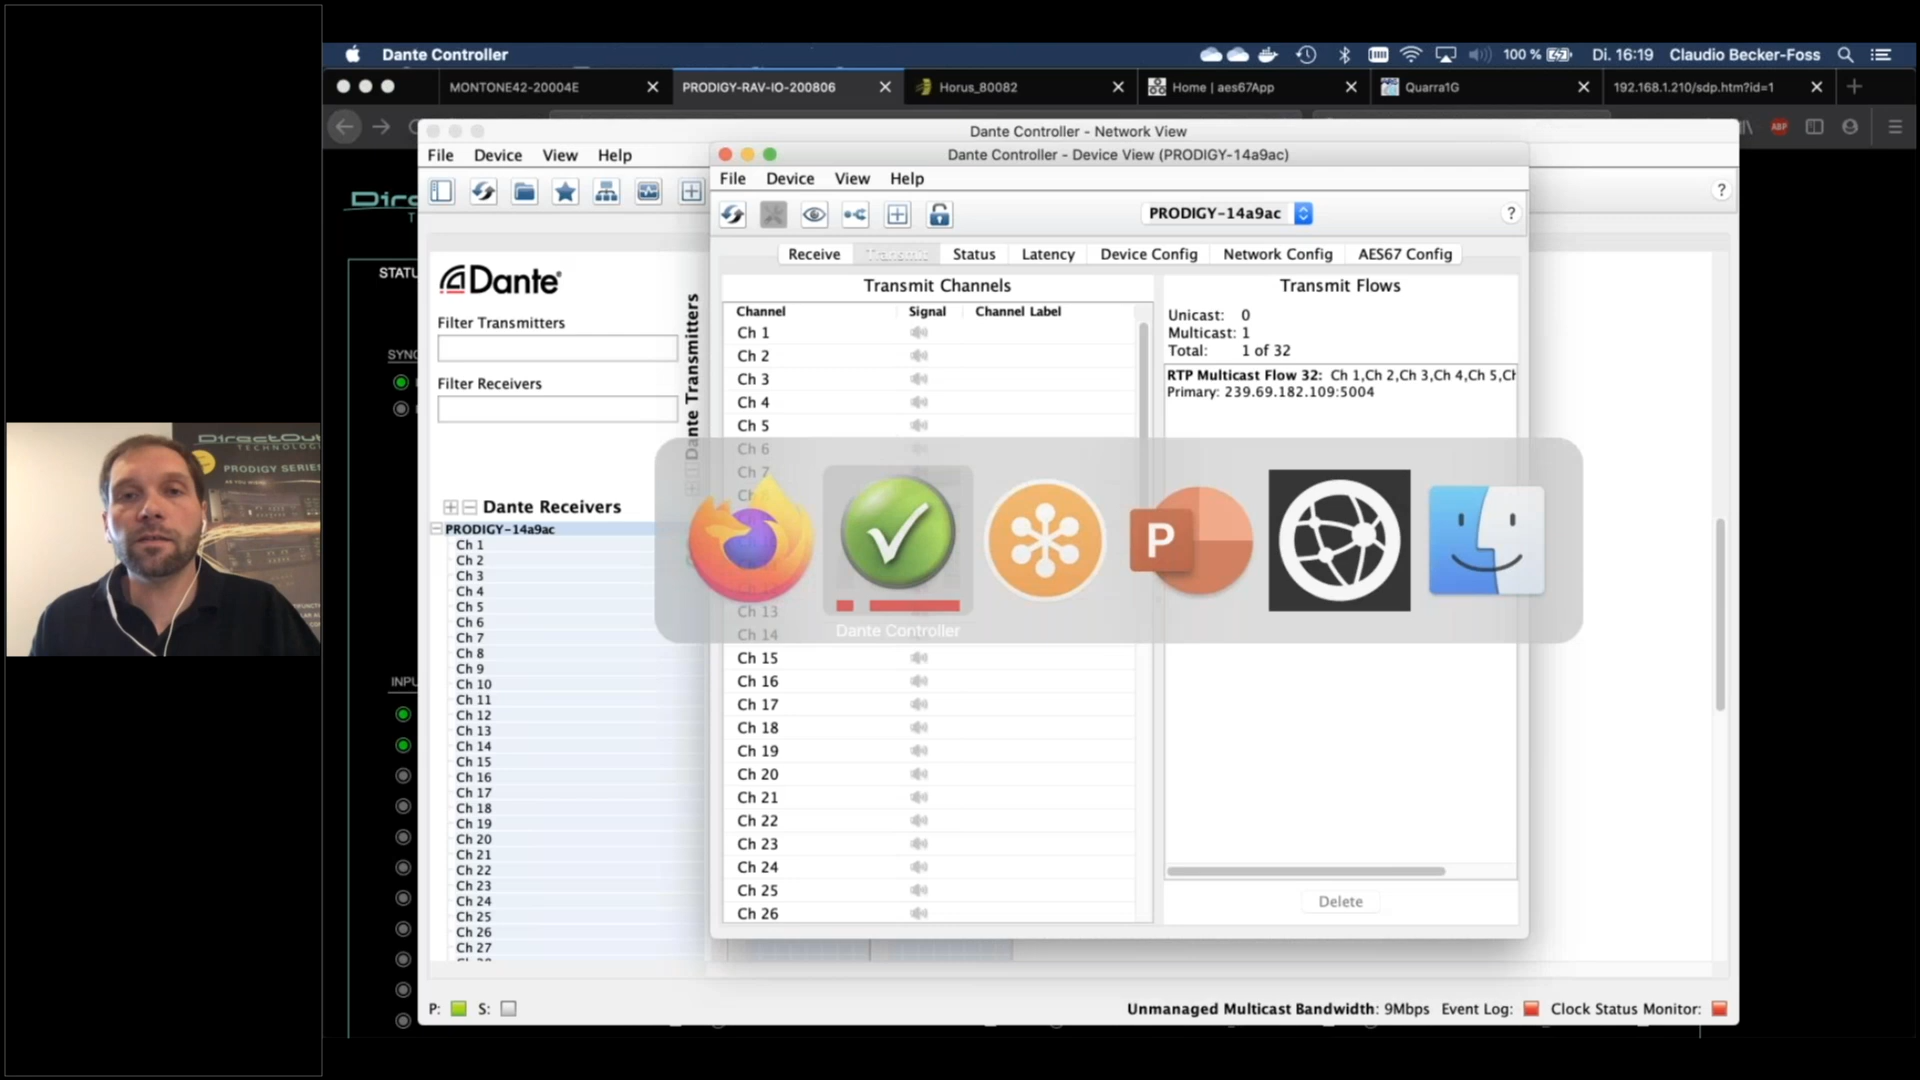 Dante Controller
100 %
Di. 16:19
Claudio Becker-Foss
MONTONE42-20004E
PRODIGY-RAV-IO-200806
Horus_80082
Home | aes67App
Quarra1G
192.168.1.210/sdp.htm?id=1
ABP
Dante Controller - Network View
File Device View Help
Dante Controller - Device View (PRODIGY-14a9ac)
File Device View Help
PRODIGY-14a9ac
?
?
Receive
Transmit
Status
Latency
Device Config
Network Config
AES67 Config
Dante
Filter Transmitters
Filter Receivers
Dante Transmitters
Dante Receivers
PRODIGY-14a9ac
Ch 1
Ch 2
Ch 3
Ch 4
Ch 5
Ch 6
Ch 7
Ch 8
Ch 9
Ch 10
Ch 11
Ch 12
Ch 13
Ch 14
Ch 15
Ch 16
Ch 17
Ch 18
Ch 19
Ch 20
Ch 21
Ch 22
Ch 23
Ch 24
Ch 25
Ch 26
Ch 27
Transmit Channels
Channel Signal Channel Label
Ch 1
Ch 2
Ch 3
Ch 4
Ch 5
Ch 6
Ch 7
Ch 13
Ch 14
Ch 15
Ch 16
Ch 17
Ch 18
Ch 19
Ch 20
Ch 21
Ch 22
Ch 23
Ch 24
Ch 25
Ch 26
Transmit Flows
Unicast: 0
Multicast: 1
Total: 1 of 32
RTP Multicast Flow 32: Ch 1,Ch 2,Ch 3,Ch 4,Ch 5,Ch
Primary: 239.69.182.109:5004
Delete
P
Dante Controller
P: S:
Unmanaged Multicast Bandwidth: 9Mbps Event Log: Clock Status Monitor:
Direc
T
STATU
SYNC
INPU
DirectOu
TECHNOLOG
PRODIGY SERIE